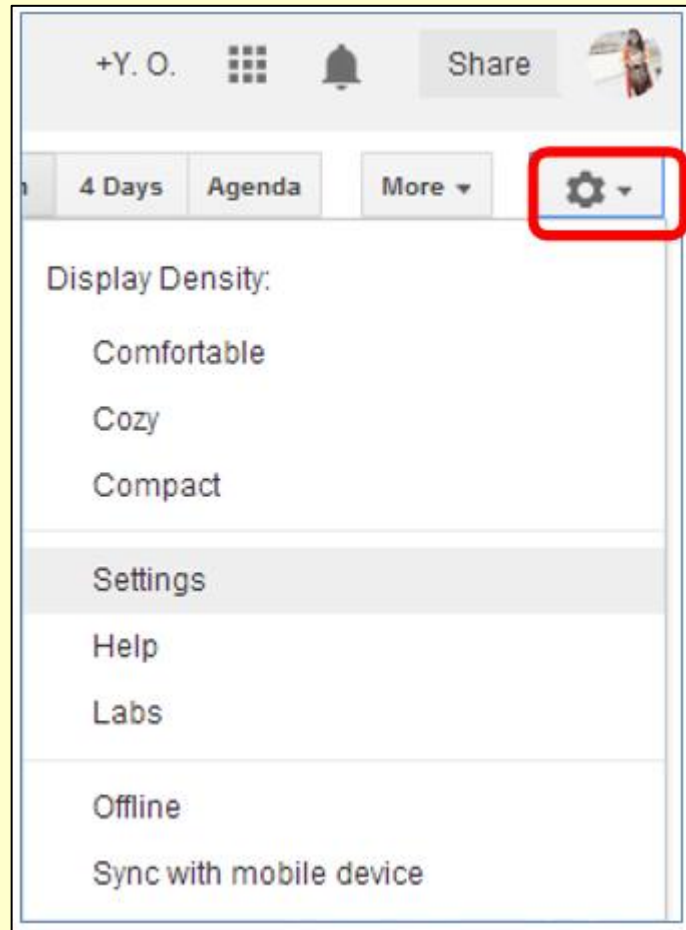 +Y. O. Share
4 Days Agenda More
Display Density:
Comfortable
Cozy
Compact
Settings
Help
Labs
Offline
Sync with mobile device